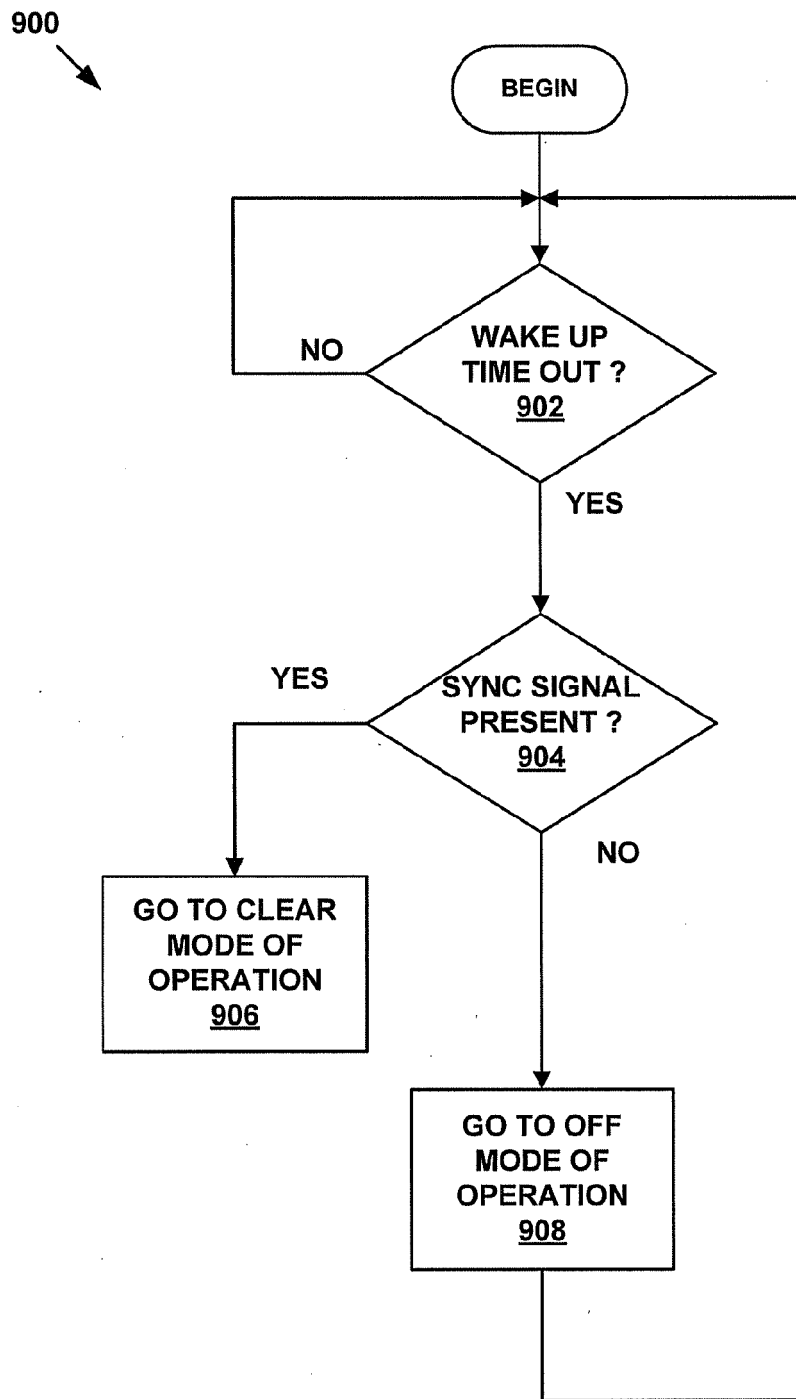 900
BEGIN
WAKE UP
TIME OUT ?
902
NO
YES
SYNC SIGNAL
PRESENT ?
904
YES
NO
GO TO CLEAR
MODE OF
OPERATION
906
GO TO OFF
MODE OF
OPERATION
908